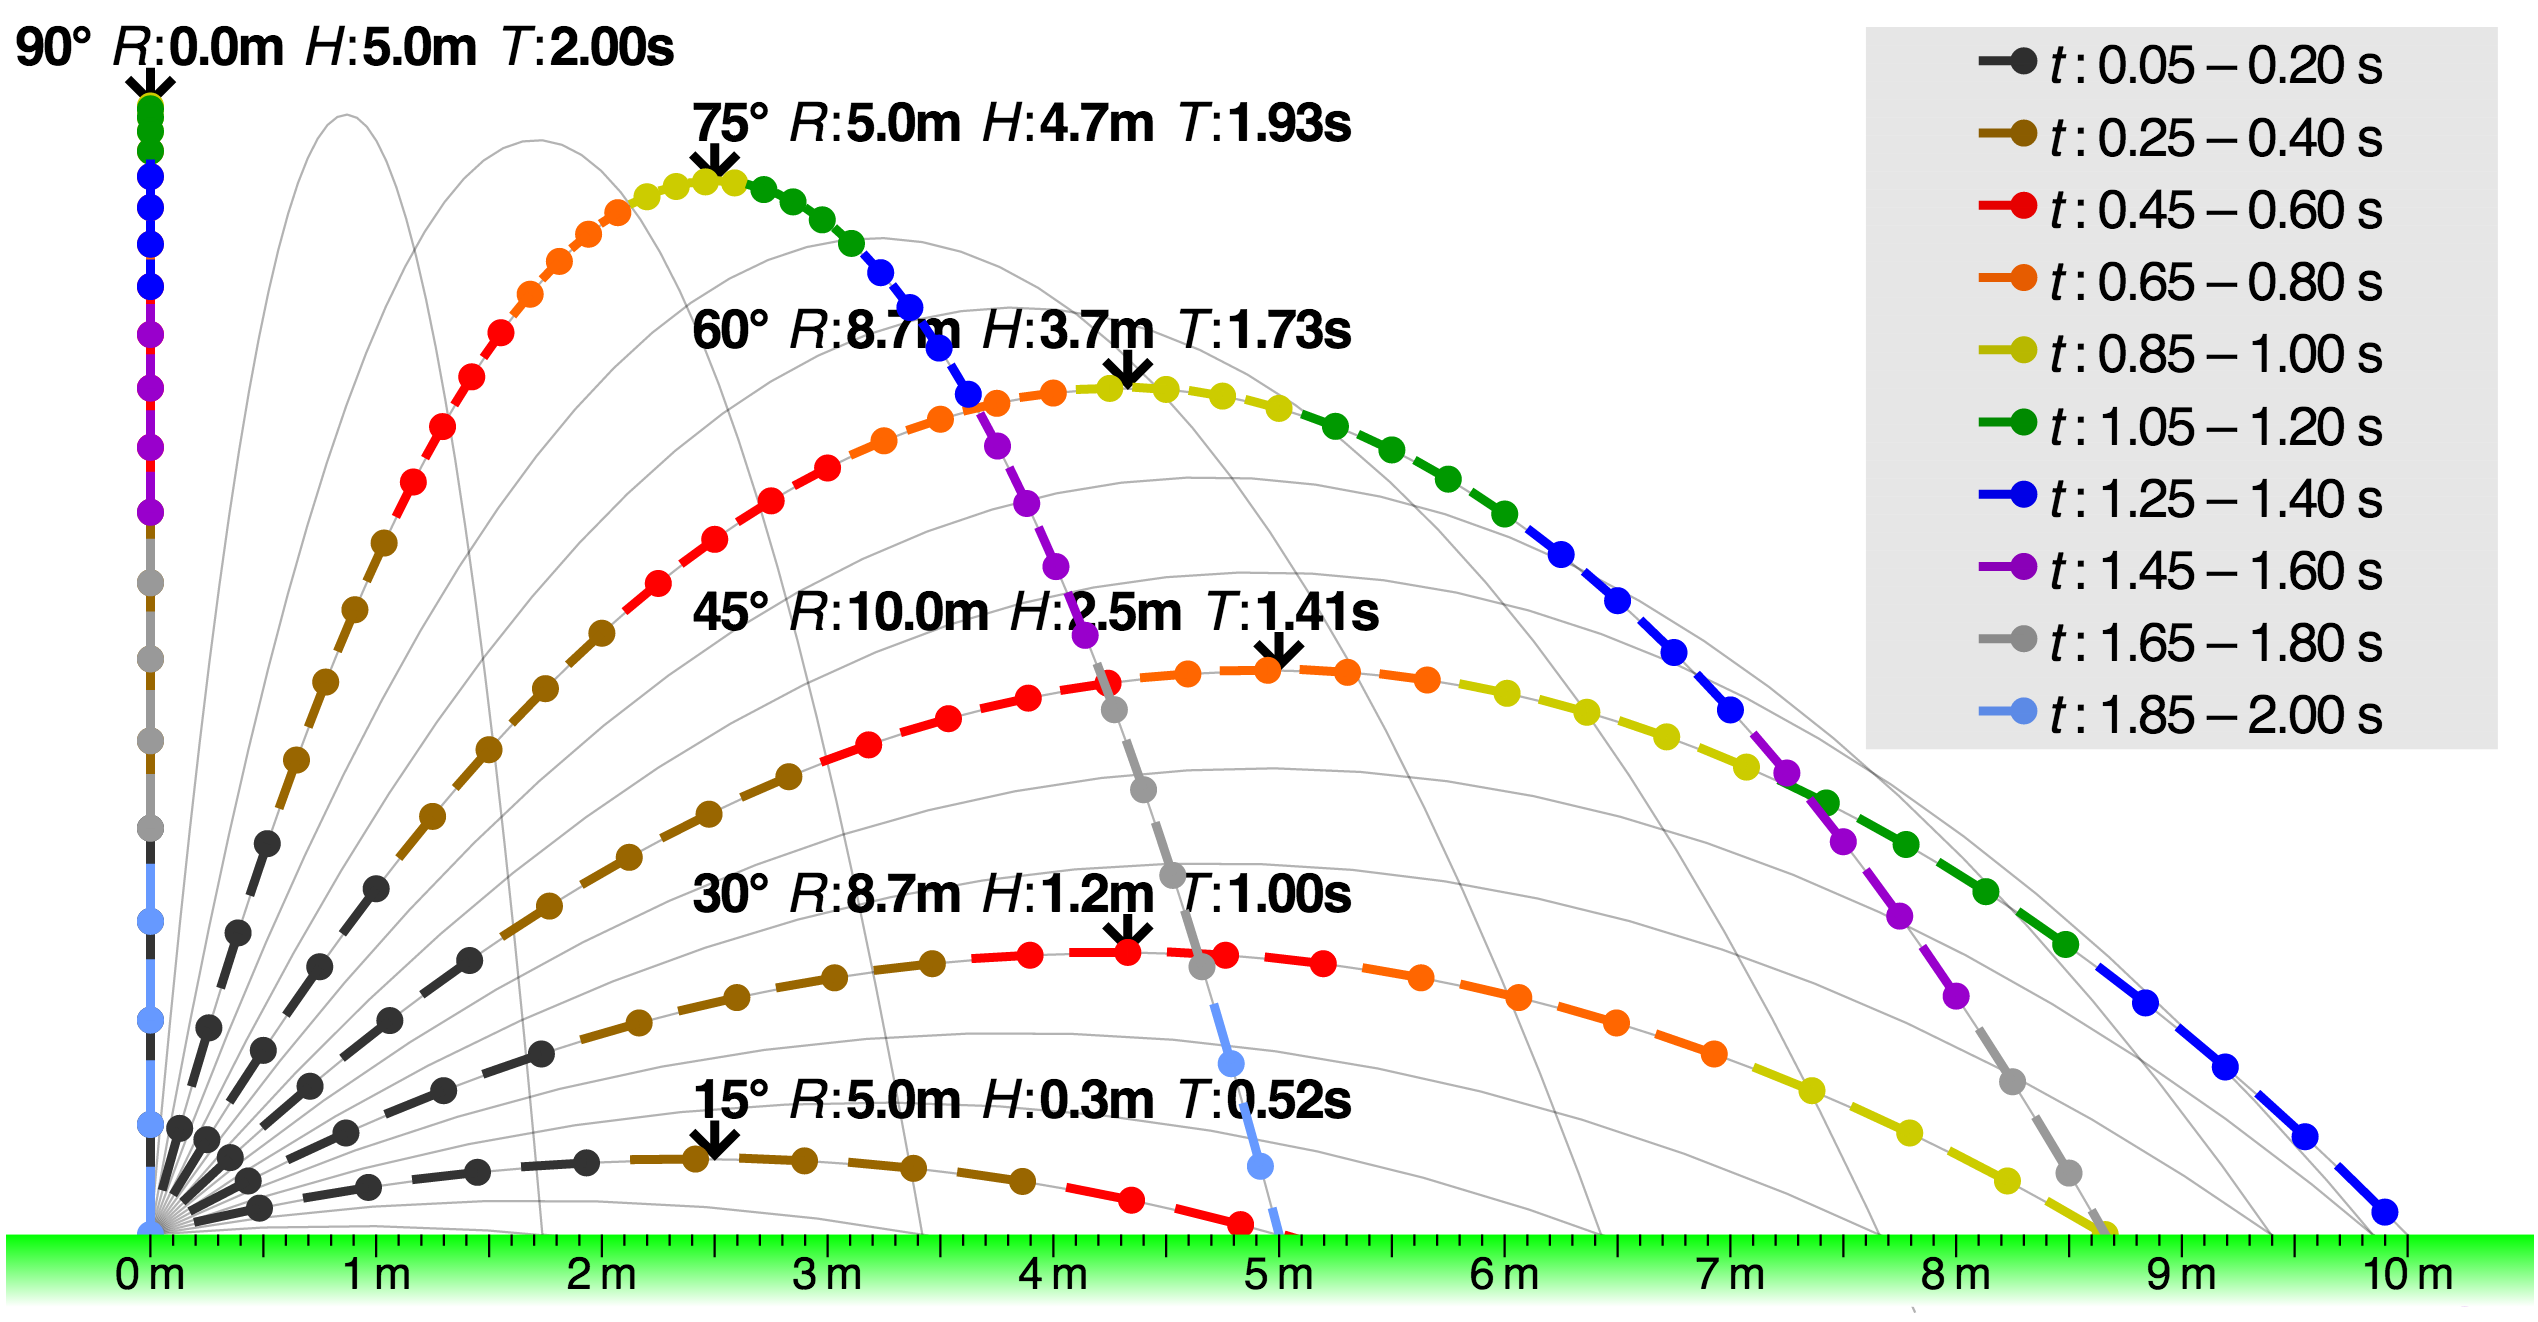 90° R:0.0m H:5.0m T:2.00s
75° R:5.0m H:4.7m T:1.93s
60° R:8.7m H:3.7m T:1.73s
45° R:10.0m H:2.5m T:1.41s
30° R:8.7m H:1.2m T:1.00s
15° R:5.0m H:0.3m T:0.52s
t: 0.05 – 0.20 s
t: 0.25 – 0.40 s
t: 0.45 – 0.60 s
t: 0.65 – 0.80 s
t: 0.85 – 1.00 s
t: 1.05 – 1.20 s
t: 1.25 – 1.40 s
t: 1.45 – 1.60 s
t: 1.65 – 1.80 s
t: 1.85 – 2.00 s
0 m 1 m 2 m 3 m 4 m 5 m 6 m 7 m 8 m 9 m 10 m